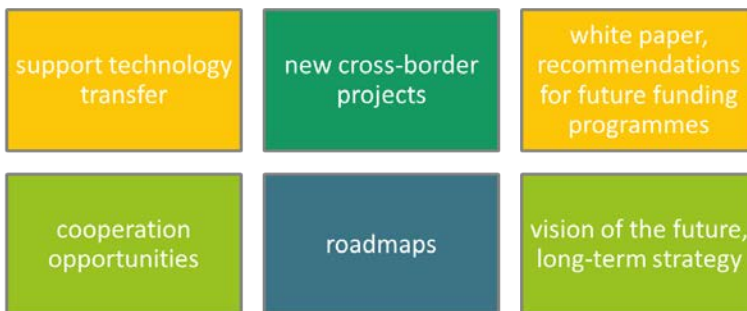 support technology
transfer
new cross-border
projects
white paper,
recommendations
for future funding
programmes
cooperation
opportunities
roadmaps
vision of the future,
long-term strategy